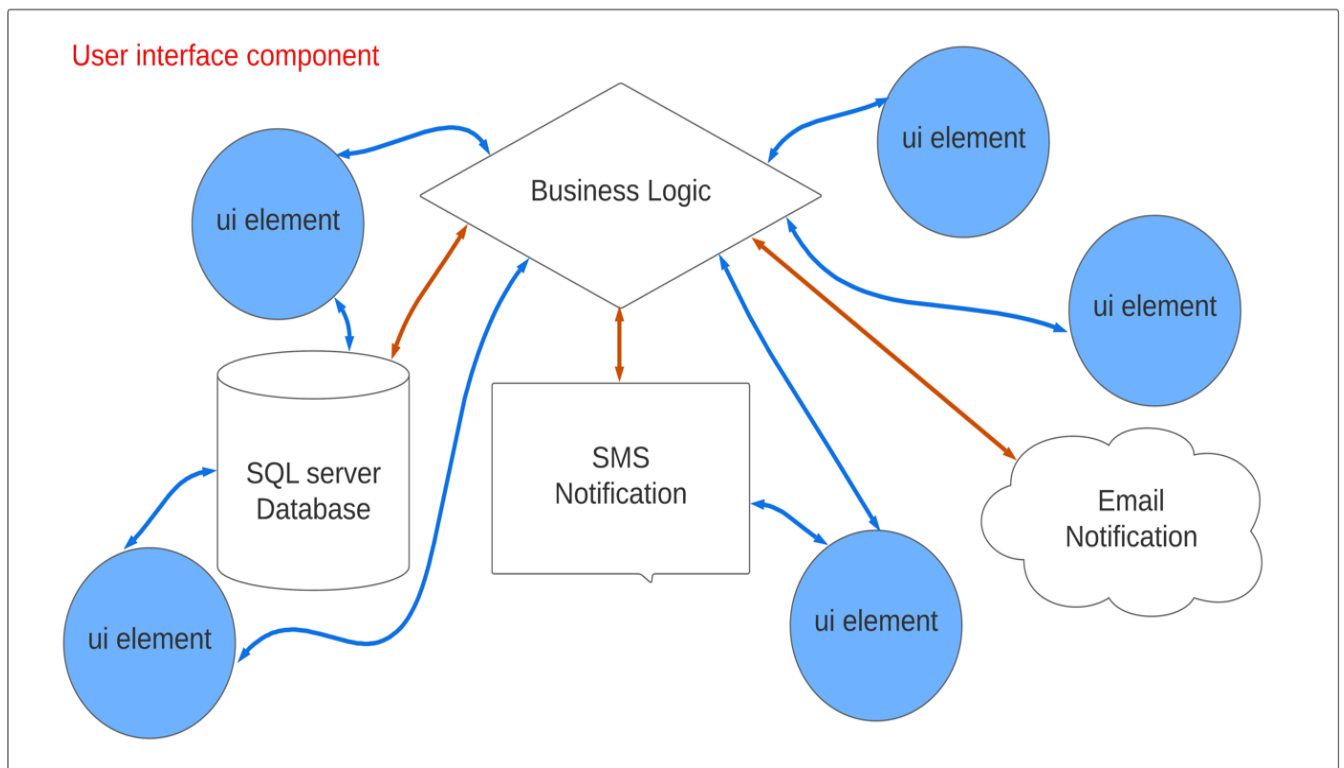 User interface component
ui element
Business Logic
ui element
ui element
SQL server
Database
SMS
Notification
Email
Notification
ui element
ui element